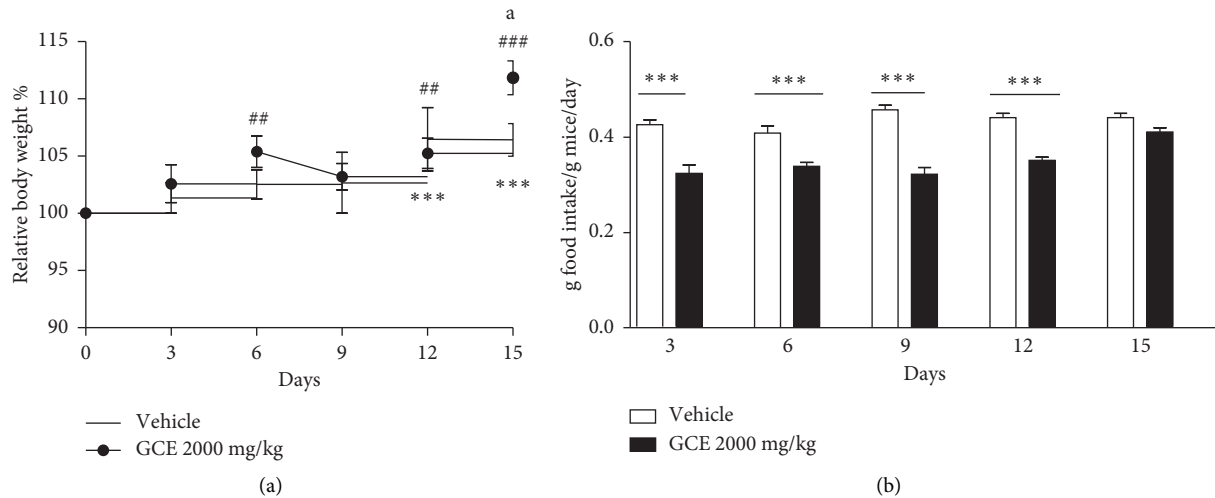 a
115
###
##
##
110
105
***
***
100
95
90
0
3
6
9
12
15
Relative body weight %
Days
Vehicle
GCE 2000 mg/kg
(a)
0.6
***
***
***
***
0.4
0.2
0.0
3
6
9
12
15
g food intake/g mice/day
Days
Vehicle
GCE 2000 mg/kg
(b)